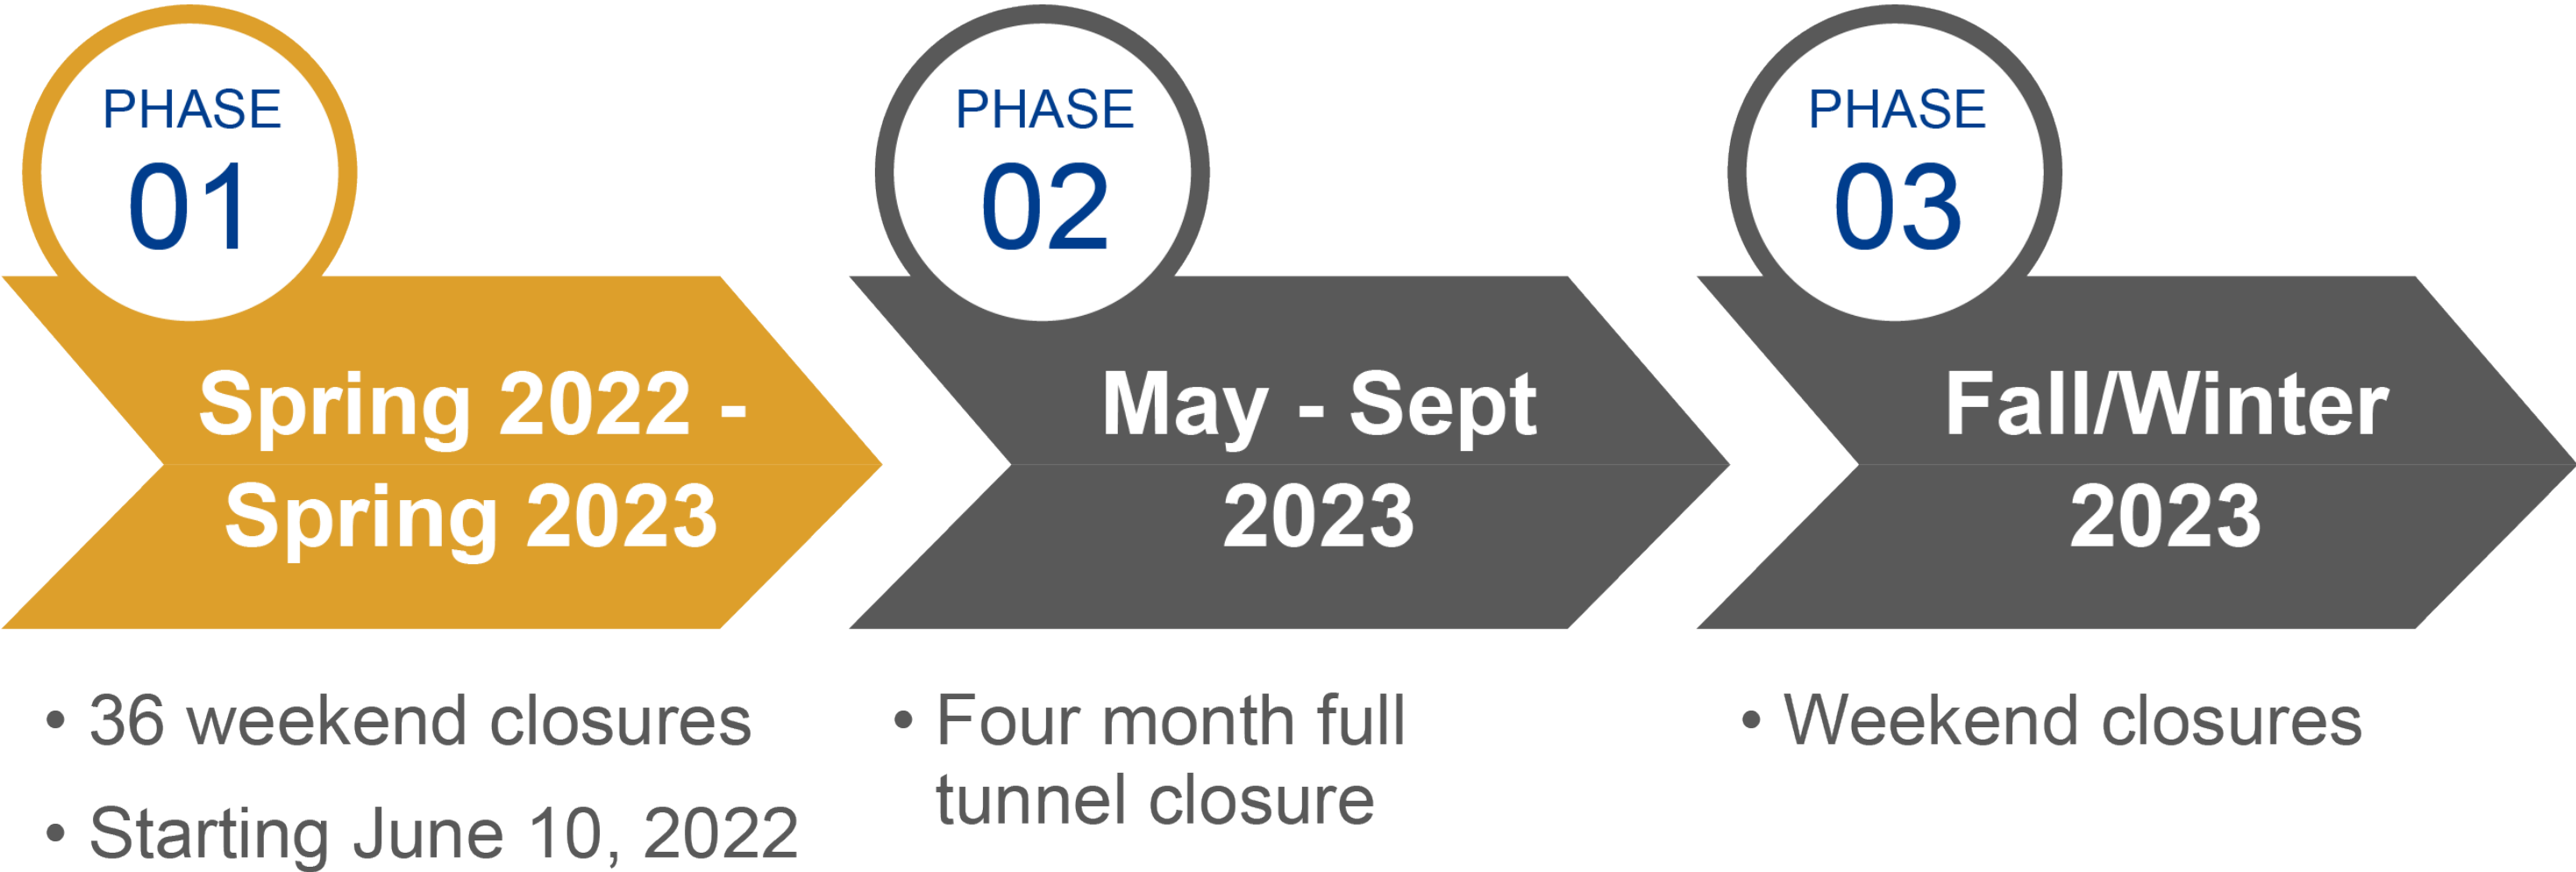 PHASE
01
Spring 2022 -
Spring 2023
• 36 weekend closures
• Starting June 10, 2022
PHASE
02
May - Sept
2023
• Four month full
tunnel closure
PHASE
03
Fall/Winter
2023
• Weekend closures